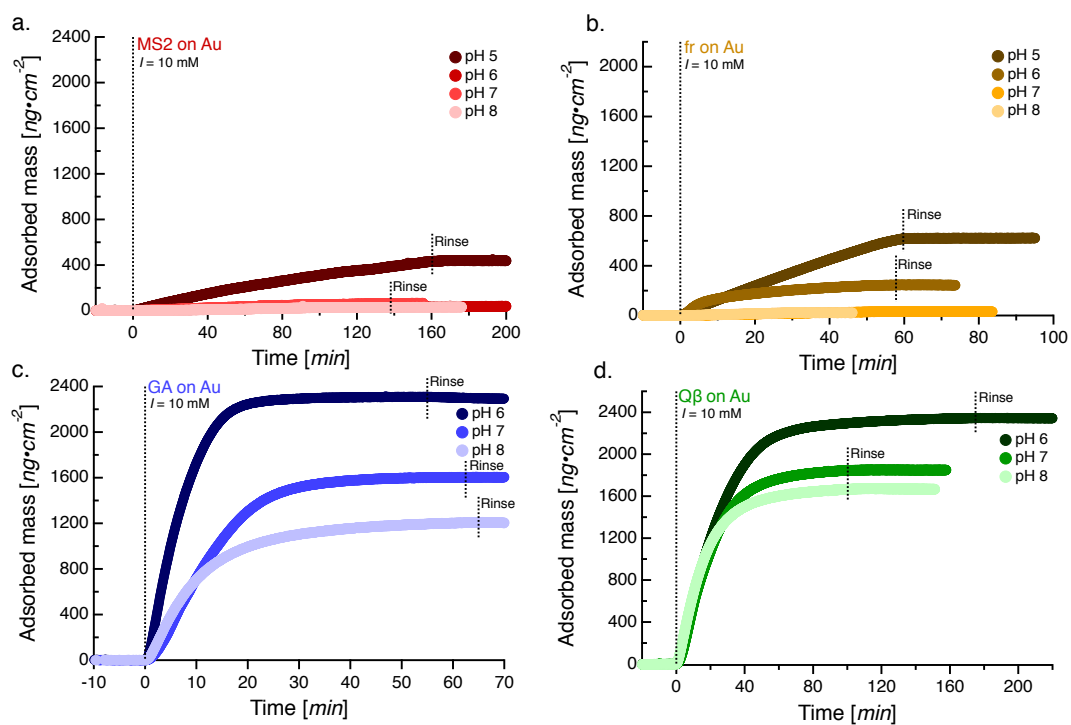 a.
MS2 on Au
I = 10 mM
pH 5
pH 6
pH 7
pH 8
Rinse
Rinse
2400
2000
1600
1200
800
400
0
Adsorbed mass [ng•cm-2]
0 40 80 120 160 200
Time [min]
b.
fr on Au
I = 10 mM
pH 5
pH 6
pH 7
pH 8
Rinse
Rinse
2000
1600
1200
800
400
0
Adsorbed mass [ng•cm-2]
0 20 40 60 80 100
Time [min]
c.
GA on Au
I = 10 mM
Rinse
pH 6
pH 7
pH 8
Rinse
Rinse
2400
2000
1600
1200
800
400
0
Adsorbed mass [ng•cm-2]
-10 0 10 20 30 40 50 60 70
Time [min]
d.
Qβ on Au
I = 10 mM
Rinse
pH 6
pH 7
pH 8
Rinse
2400
2000
1600
1200
800
400
0
Adsorbed mass [ng•cm-2]
0 40 80 120 160 200
Time [min]